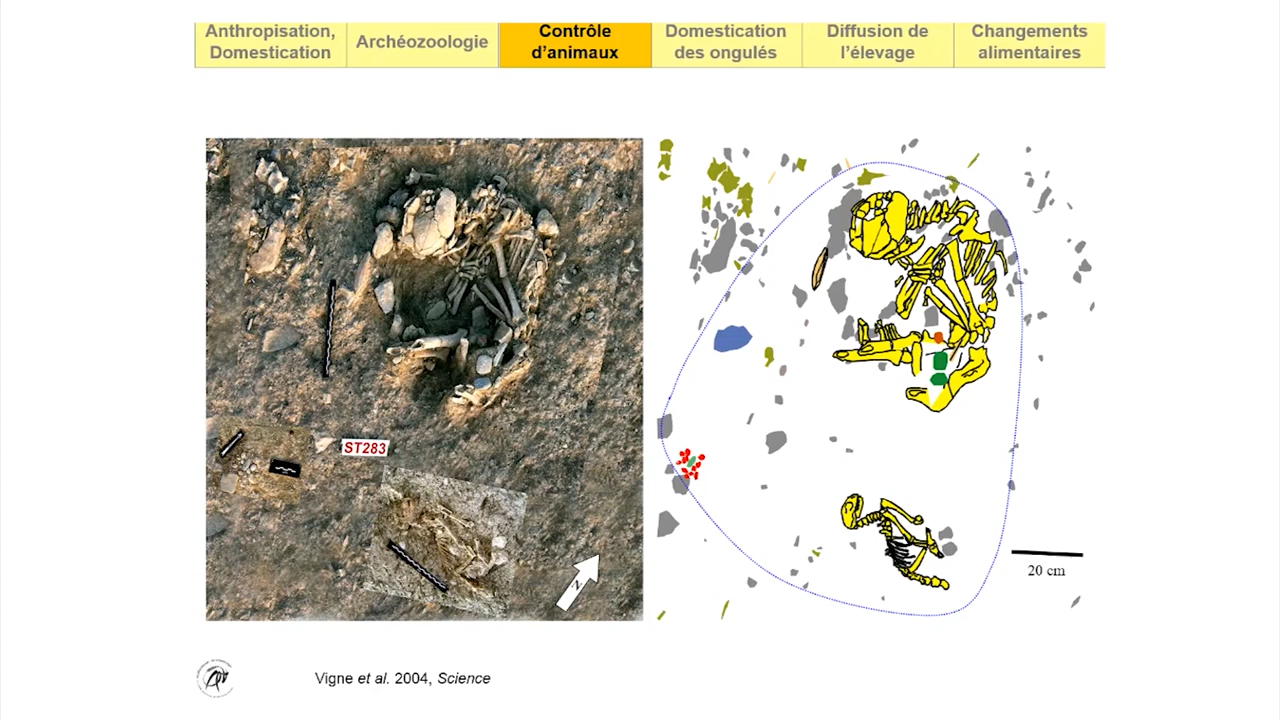 Anthropisation,
Domestication
Archéozoologie
Contrôle
d'animaux
Domestication
des ongulés
Diffusion de
l'élevage
Changements
alimentaires
ST283
N
20 cm
Vigne et al. 2004, Science